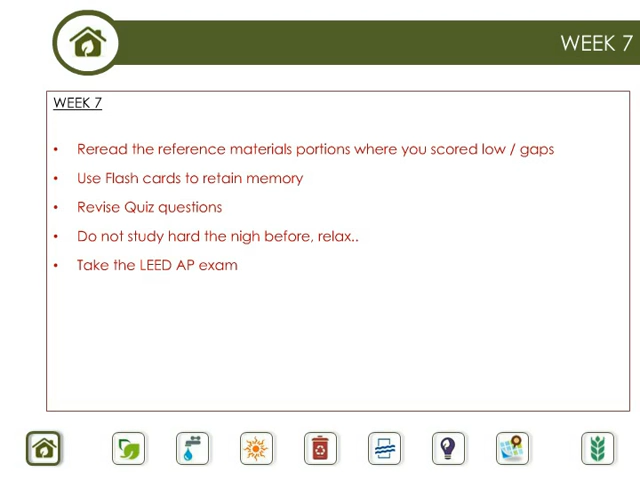 WEEK 7
WEEK 7
• Reread the reference materials portions where you scored low / gaps
• Use Flash cards to retain memory
• Revise Quiz questions
• Do not study hard the nigh before, relax..
• Take the LEED AP exam